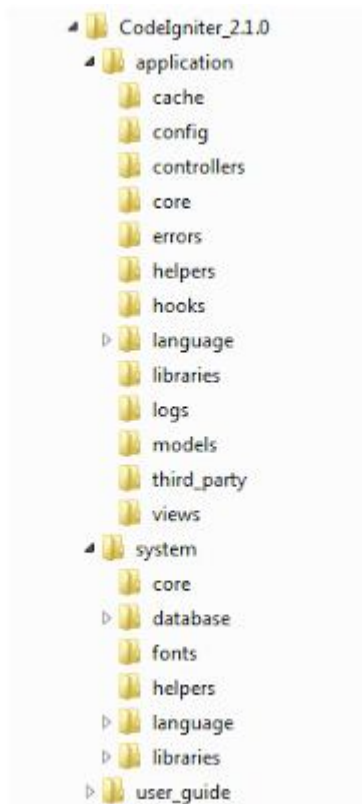 CodeIgniter_2.1.0
application
cache
config
controllers
core
errors
helpers
hooks
language
libraries
logs
models
third_party
views
system
core
database
fonts
helpers
language
libraries
user_guide